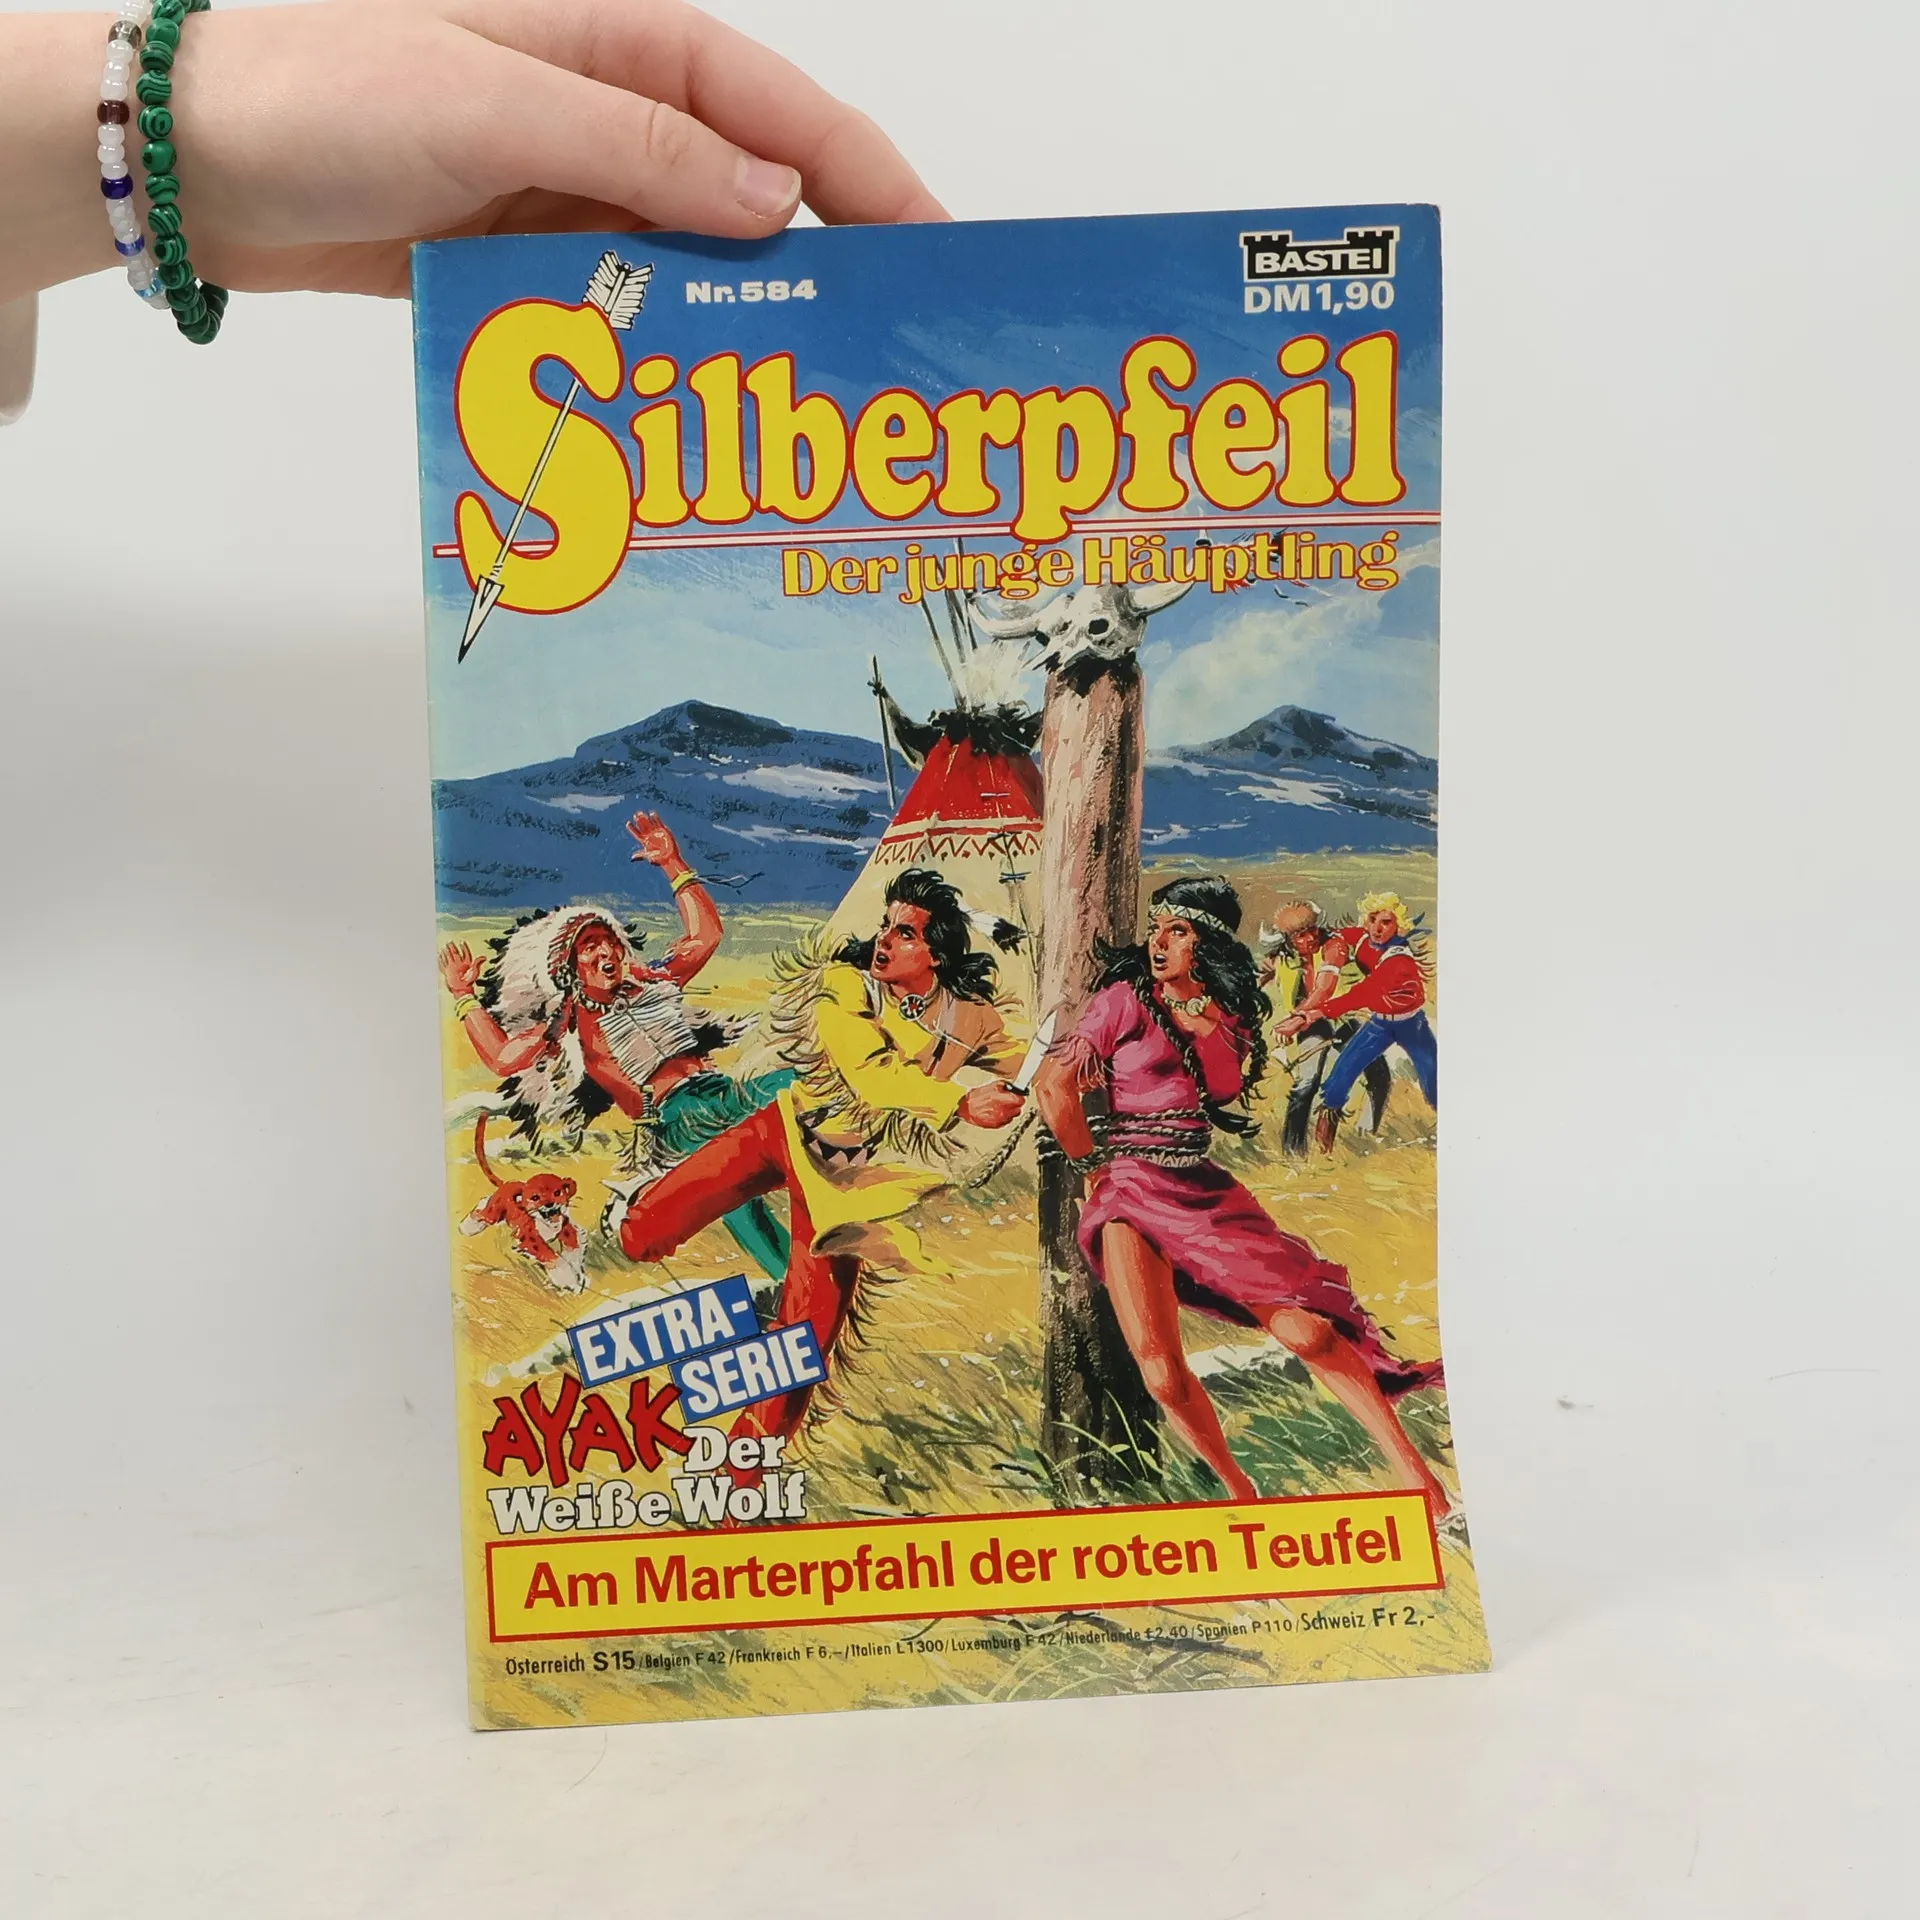 Nr. 584
BASTEI
DM 1,90
Silberpfeil
Der junge Häuptling
EXTRA-
SERIE
AYAK Der
Weiße Wolf
Am Marterpfahl der roten Teufel
Österreich S 15 / Belgien F 42 / Frankreich F 6,- / Italien L 1300 / Luxemburg F 42 / Niederlande f 2,40 / Spanien P 110 / Schweiz Fr 2,-